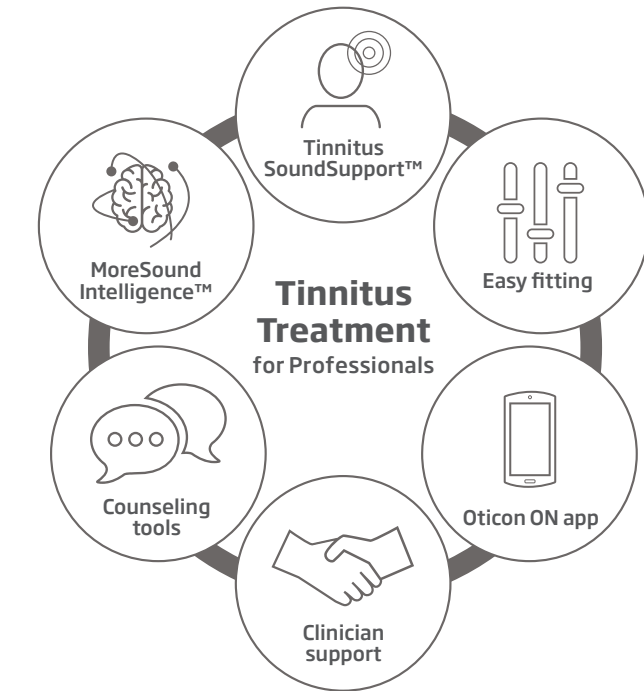 Tinnitus
SoundSupport™
Easy fitting
Oticon ON app
Clinician
support
Counseling
tools
MoreSound
Intelligence™
Tinnitus
Treatment
for Professionals